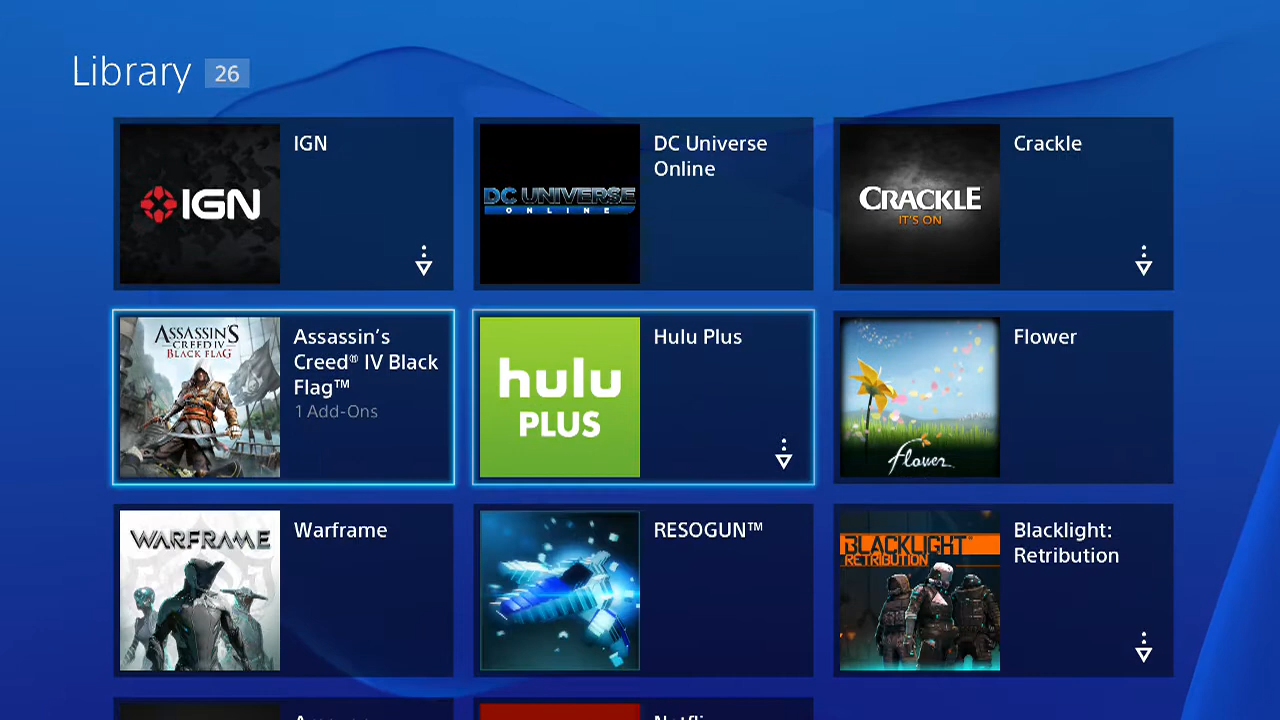 Library 26
IGN
IGN
DC UNIVERSE
ONLINE
DC Universe
Online
CRACKLE
IT'S ON
Crackle
ASSASSIN'S
CREED IV
BLACK FLAG
Assassin's
Creed® IV Black
Flag™
1 Add-Ons
hulu
PLUS
Hulu Plus
flower
Flower
WARFRAME
Warframe
RESOGUN™
BLACKLIGHT
RETRIBUTION
Blacklight:
Retribution